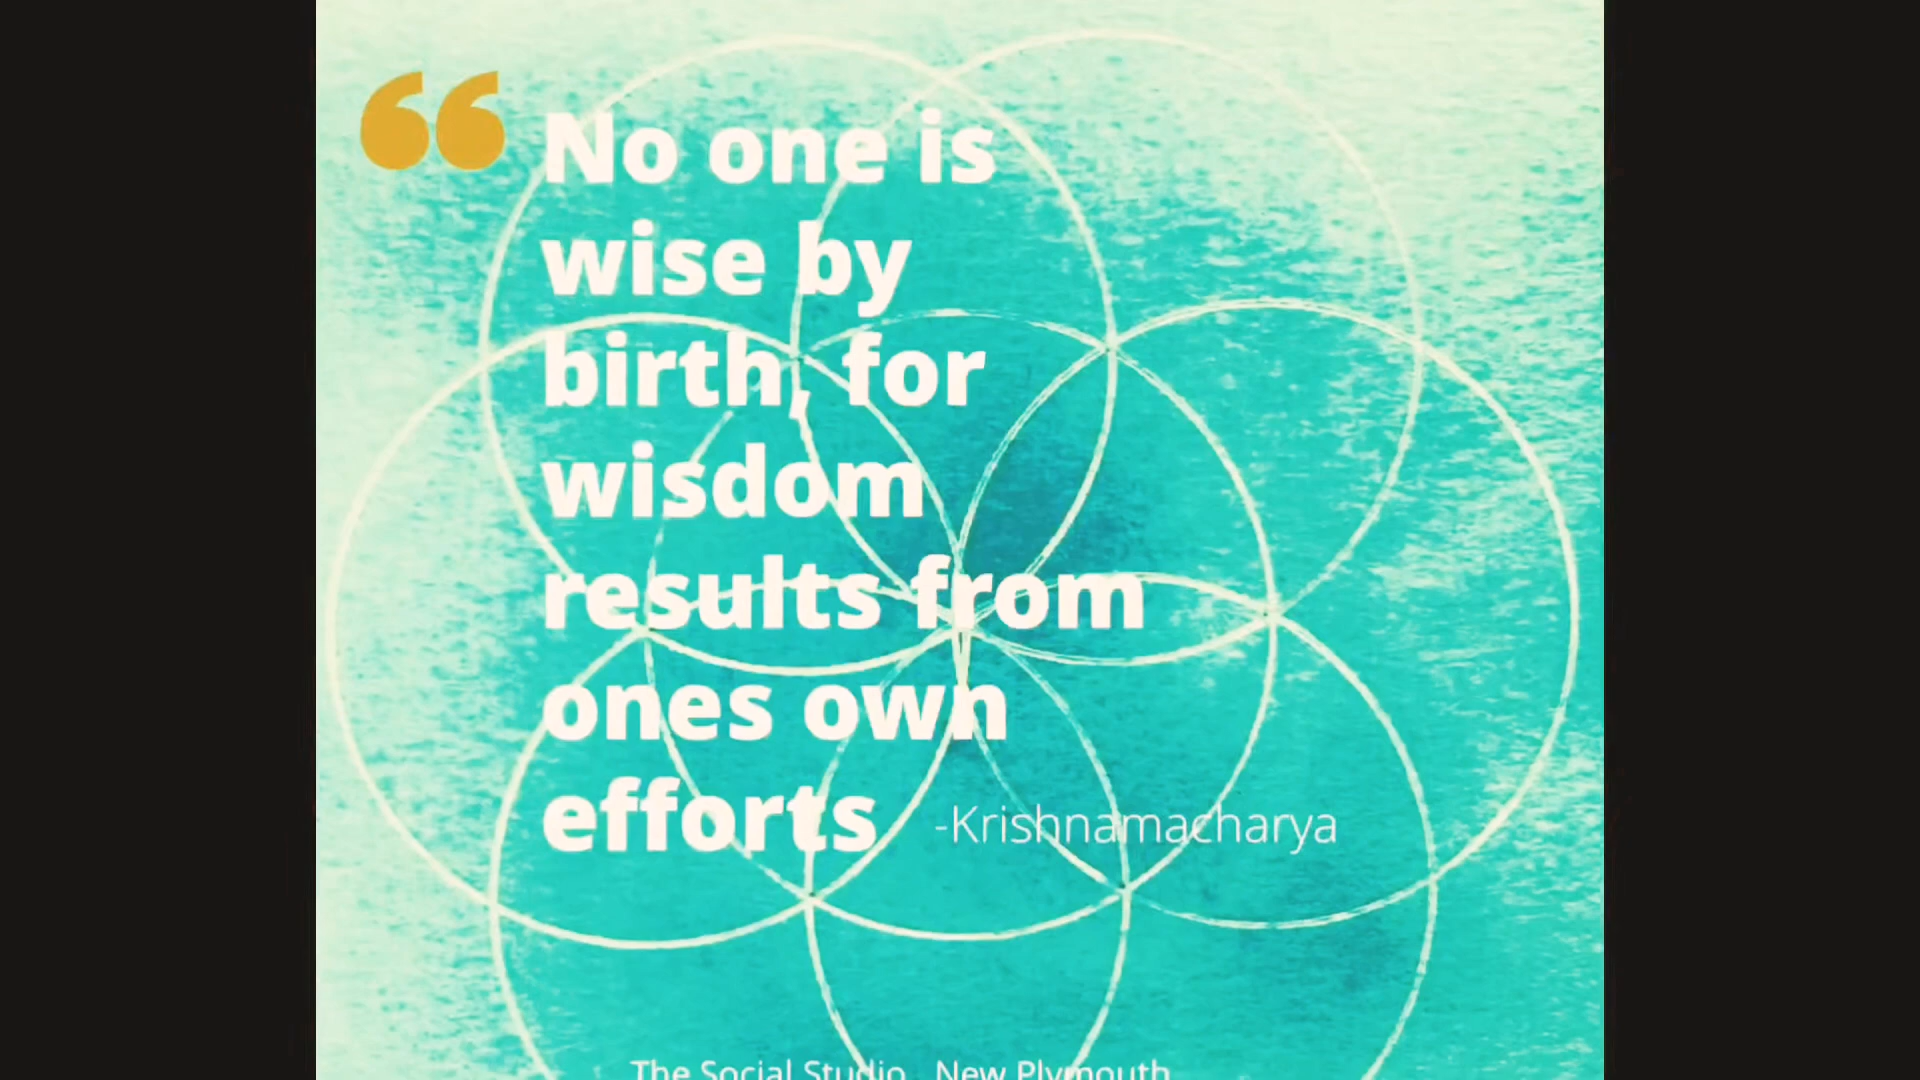 “No one is
wise by
birth, for
wisdom
results from
ones own
efforts -Krishnamacharya
The Social Studio, New Plymouth